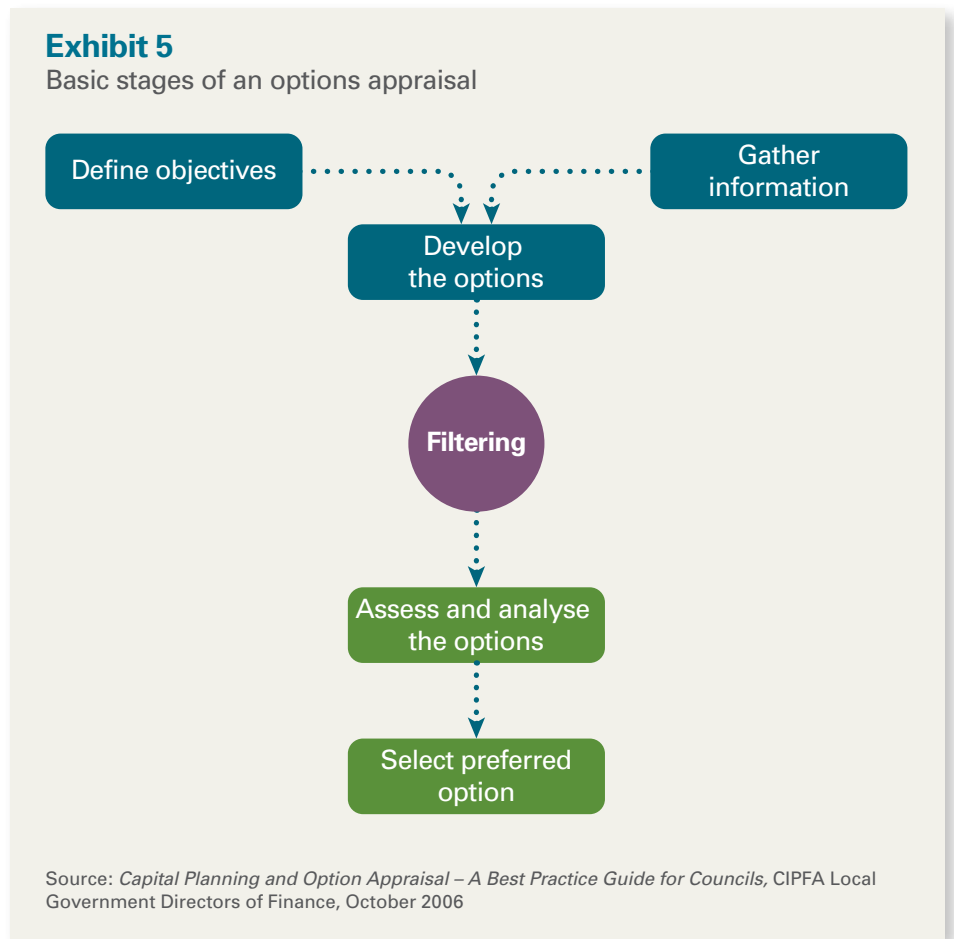 Exhibit 5
Basic stages of an options appraisal
Define objectives
Gather
information
Develop
the options
Filtering
Assess and analyse
the options
Select preferred
option
Source: Capital Planning and Option Appraisal – A Best Practice Guide for Councils, CIPFA Local
Government Directors of Finance, October 2006